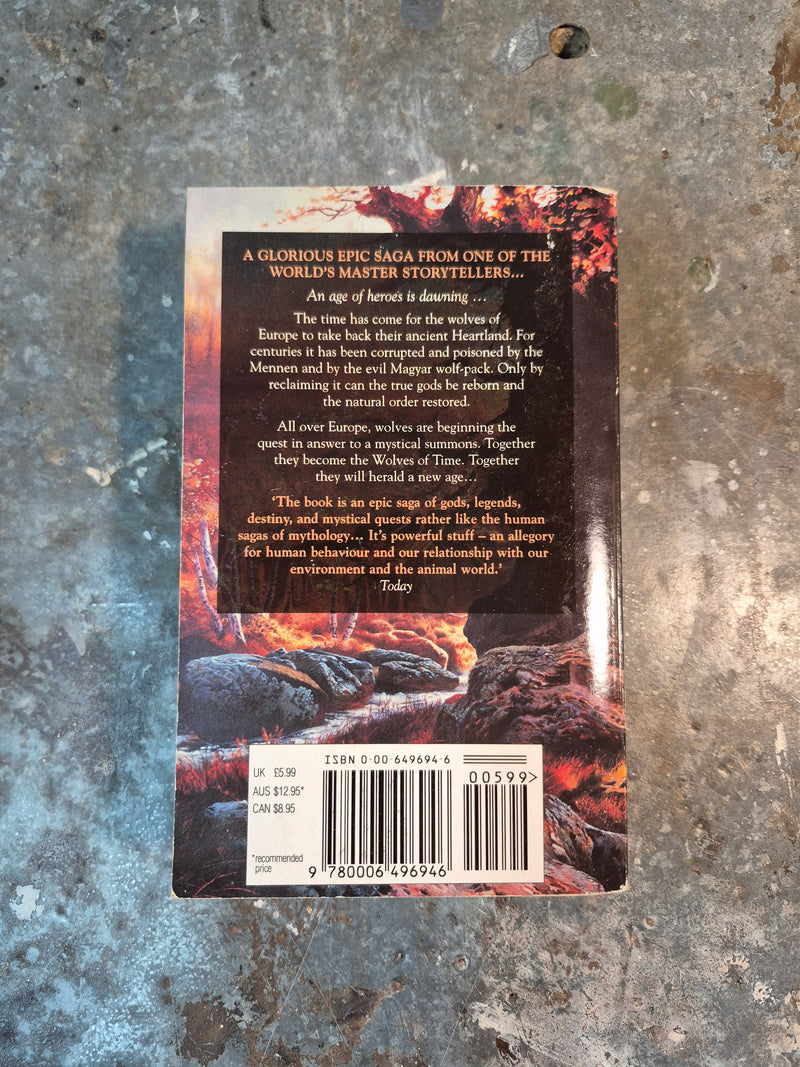 A GLORIOUS EPIC SAGA FROM ONE OF THE
WORLD'S MASTER STORYTELLERS...
An age of heroes is dawning ...
The time has come for the wolves of
Europe to take back their ancient Heartland. For
centuries it has been corrupted and poisoned by the
Mennen and by the evil Magyar wolf-pack. Only by
reclaiming it can the true gods be reborn and
the natural order restored.
All over Europe, wolves are beginning the
quest in answer to a mystical summons. Together
they become the Wolves of Time. Together
they will herald a new age...
'The book is an epic saga of gods, legends,
destiny, and mystical quests rather like the human
sagas of mythology... It's powerful stuff – an allegory
for human behaviour and our relationship with our
environment and the animal world.'
Today
ISBN 0-00-649694-6
UK £5.99
AUS $12.95*
CAN $8.95
*recommended
price
00599>
9 780006 496946